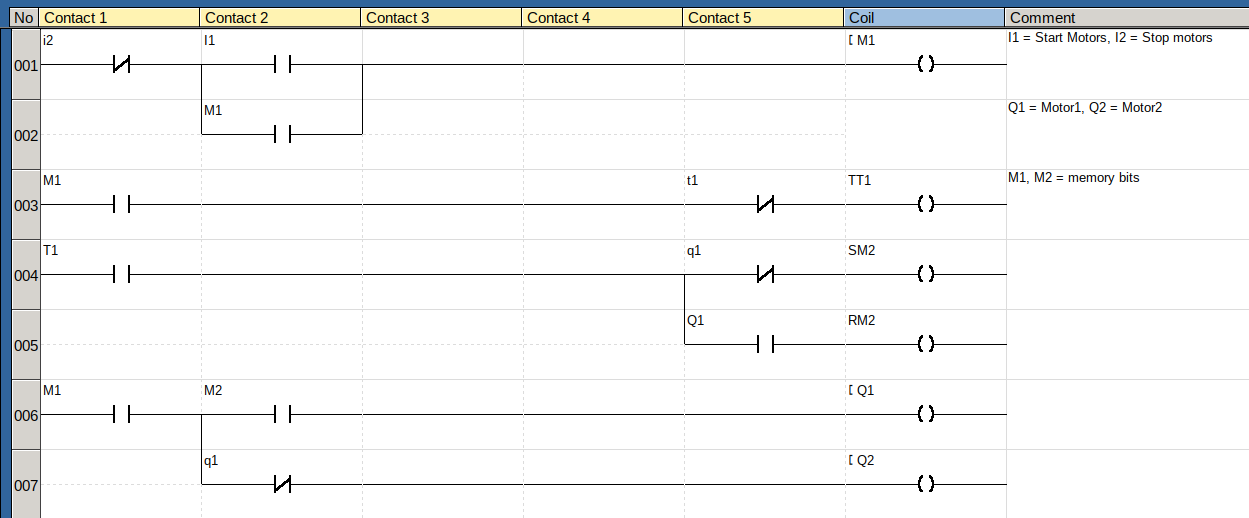 No Contact 1 Contact 2 Contact 3 Contact 4 Contact 5 Coil Comment
i2 I1 [ M1 I1 = Start Motors, I2 = Stop motors
001
M1 Q1 = Motor1, Q2 = Motor2
002
M1 t1 TT1 M1, M2 = memory bits
003
T1 q1 SM2
004
Q1 RM2
005
M1 M2 [ Q1
006
q1 [ Q2
007